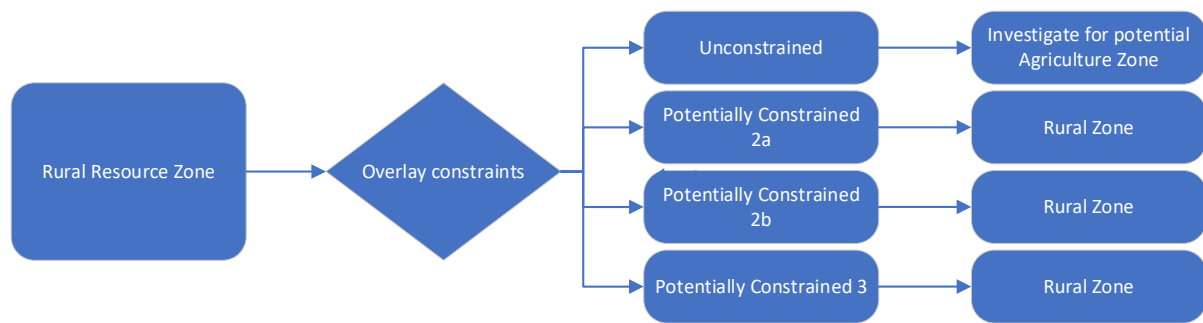 Rural Resource Zone
Overlay constraints
Unconstrained
Investigate for potential
Agriculture Zone
Potentially Constrained
2a
Rural Zone
Potentially Constrained
2b
Rural Zone
Potentially Constrained 3
Rural Zone